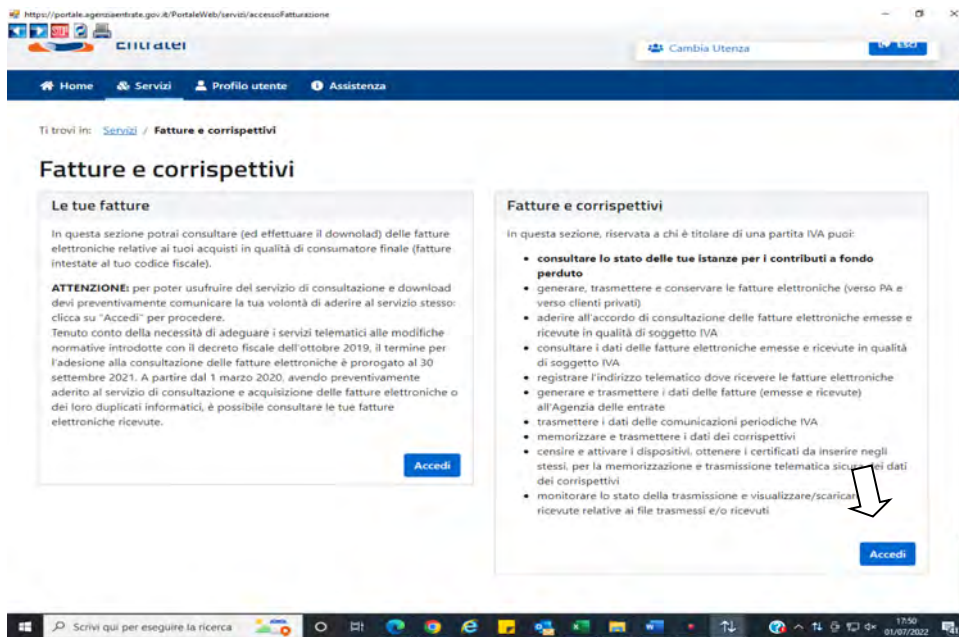 https://portale.agenziaentrate.gov.it/PortaleWeb/servizi/accessoFatturazione
STOP
Entratel
Cambia Utenza
Esci
Home
Servizi
Profilo utente
Assistenza
Ti trovi in: Servizi / Fatture e corrispettivi
Fatture e corrispettivi
Le tue fatture
In questa sezione potrai consultare (ed effettuare il downolad) delle fatture
elettroniche relative ai tuoi acquisti in qualità di consumatore finale (fatture
intestate al tuo codice fiscale).
ATTENZIONE: per poter usufruire del servizio di consultazione e download
devi preventivamente comunicare la tua volontà di aderire al servizio stesso:
clicca su "Accedi" per procedere.
Tenuto conto della necessità di adeguare i servizi telematici alle modifiche
normative introdotte con il decreto fiscale dell'ottobre 2019, il termine per
l'adesione alla consultazione delle fatture elettroniche è prorogato al 30
settembre 2021. A partire dal 1 marzo 2020, avendo preventivamente
aderito al servizio di consultazione e acquisizione delle fatture elettroniche o
dei loro duplicati informatici, è possibile consultare le tue fatture
elettroniche ricevute.
Accedi
Fatture e corrispettivi
In questa sezione, riservata a chi è titolare di una partita IVA puoi:
• consultare lo stato delle tue istanze per i contributi a fondo
perduto
• generare, trasmettere e conservare le fatture elettroniche (verso PA e
verso clienti privati)
• aderire all'accordo di consultazione delle fatture elettroniche emesse e
ricevute in qualità di soggetto IVA
• consultare i dati delle fatture elettroniche emesse e ricevute in qualità
di soggetto IVA
• registrare l'indirizzo telematico dove ricevere le fatture elettroniche
• generare e trasmettere i dati delle fatture (emesse e ricevute)
all'Agenzia delle entrate
• trasmettere i dati delle comunicazioni periodiche IVA
• memorizzare e trasmettere i dati dei corrispettivi
• censire e attivare i dispositivi, ottenere i certificati da inserire negli
stessi, per la memorizzazione e trasmissione telematica sicura dei dati
dei corrispettivi
• monitorare lo stato della trasmissione e visualizzare/scaricare
ricevute relative ai file trasmessi e/o ricevuti
Accedi
Scrivi qui per eseguire la ricerca
17:50
01/07/2022